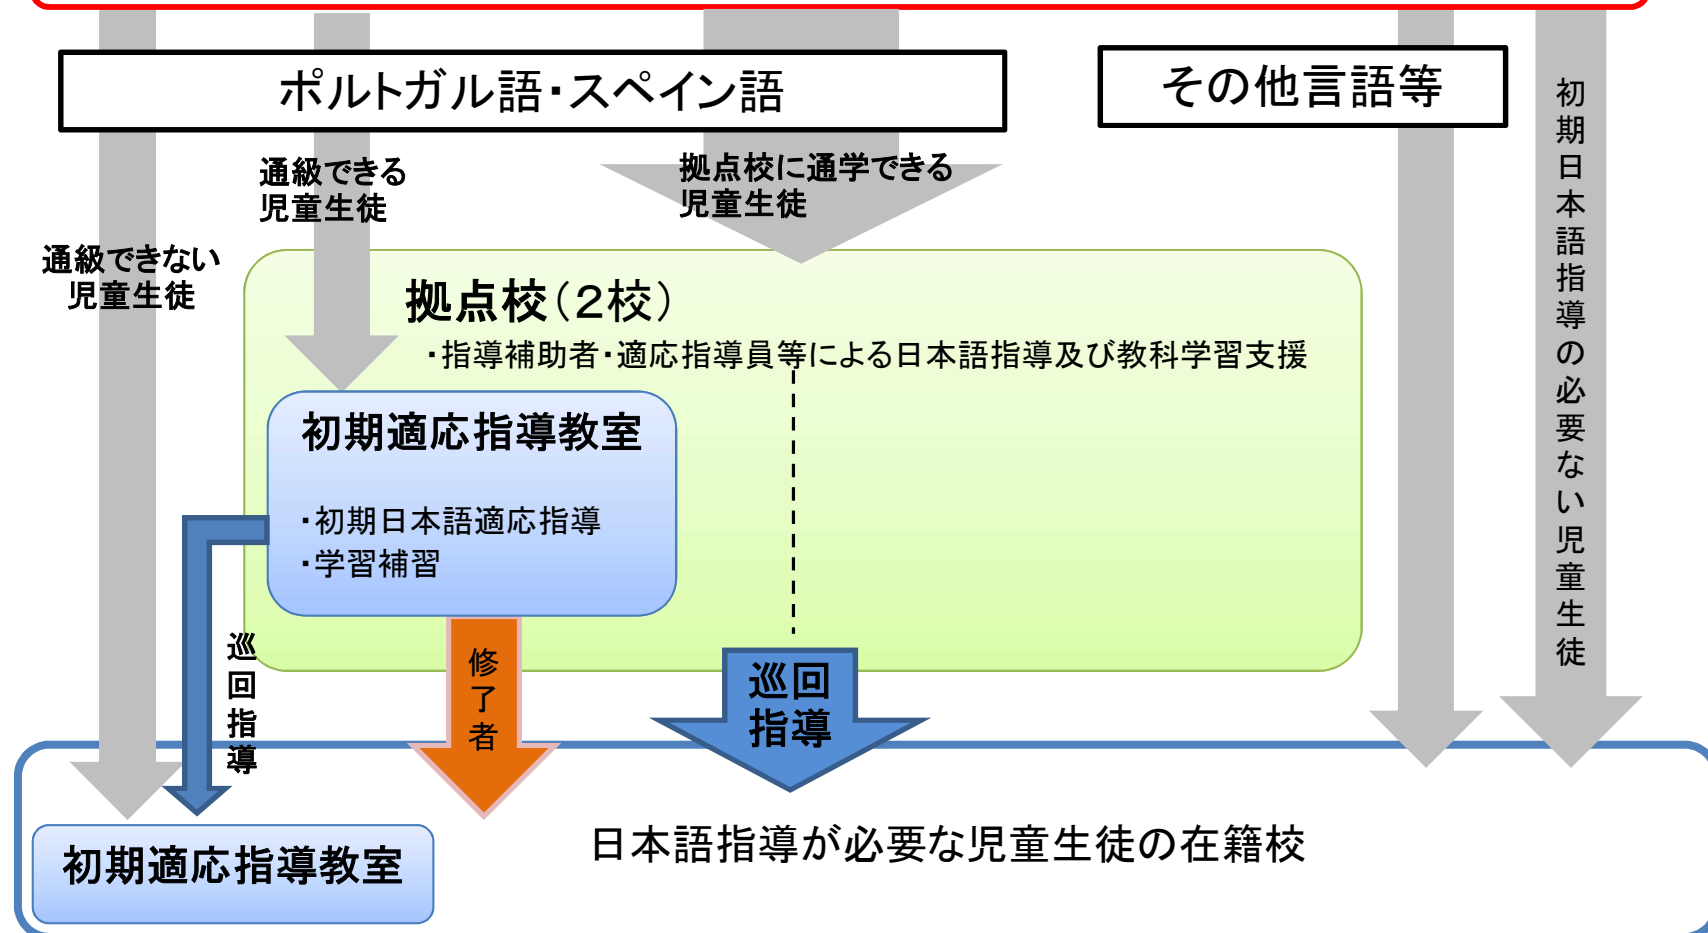 ポルトガル語・スペイン語
その他言語等
初期日本語指導の必要ない児童生徒
通級できる
児童生徒
拠点校に通学できる
児童生徒
通級できない
児童生徒
拠点校(2校)
・指導補助者・適応指導員等による日本語指導及び教科学習支援
初期適応指導教室
・初期日本語適応指導
・学習補習
巡回指導
修了者
巡回
指導
日本語指導が必要な児童生徒の在籍校
初期適応指導教室